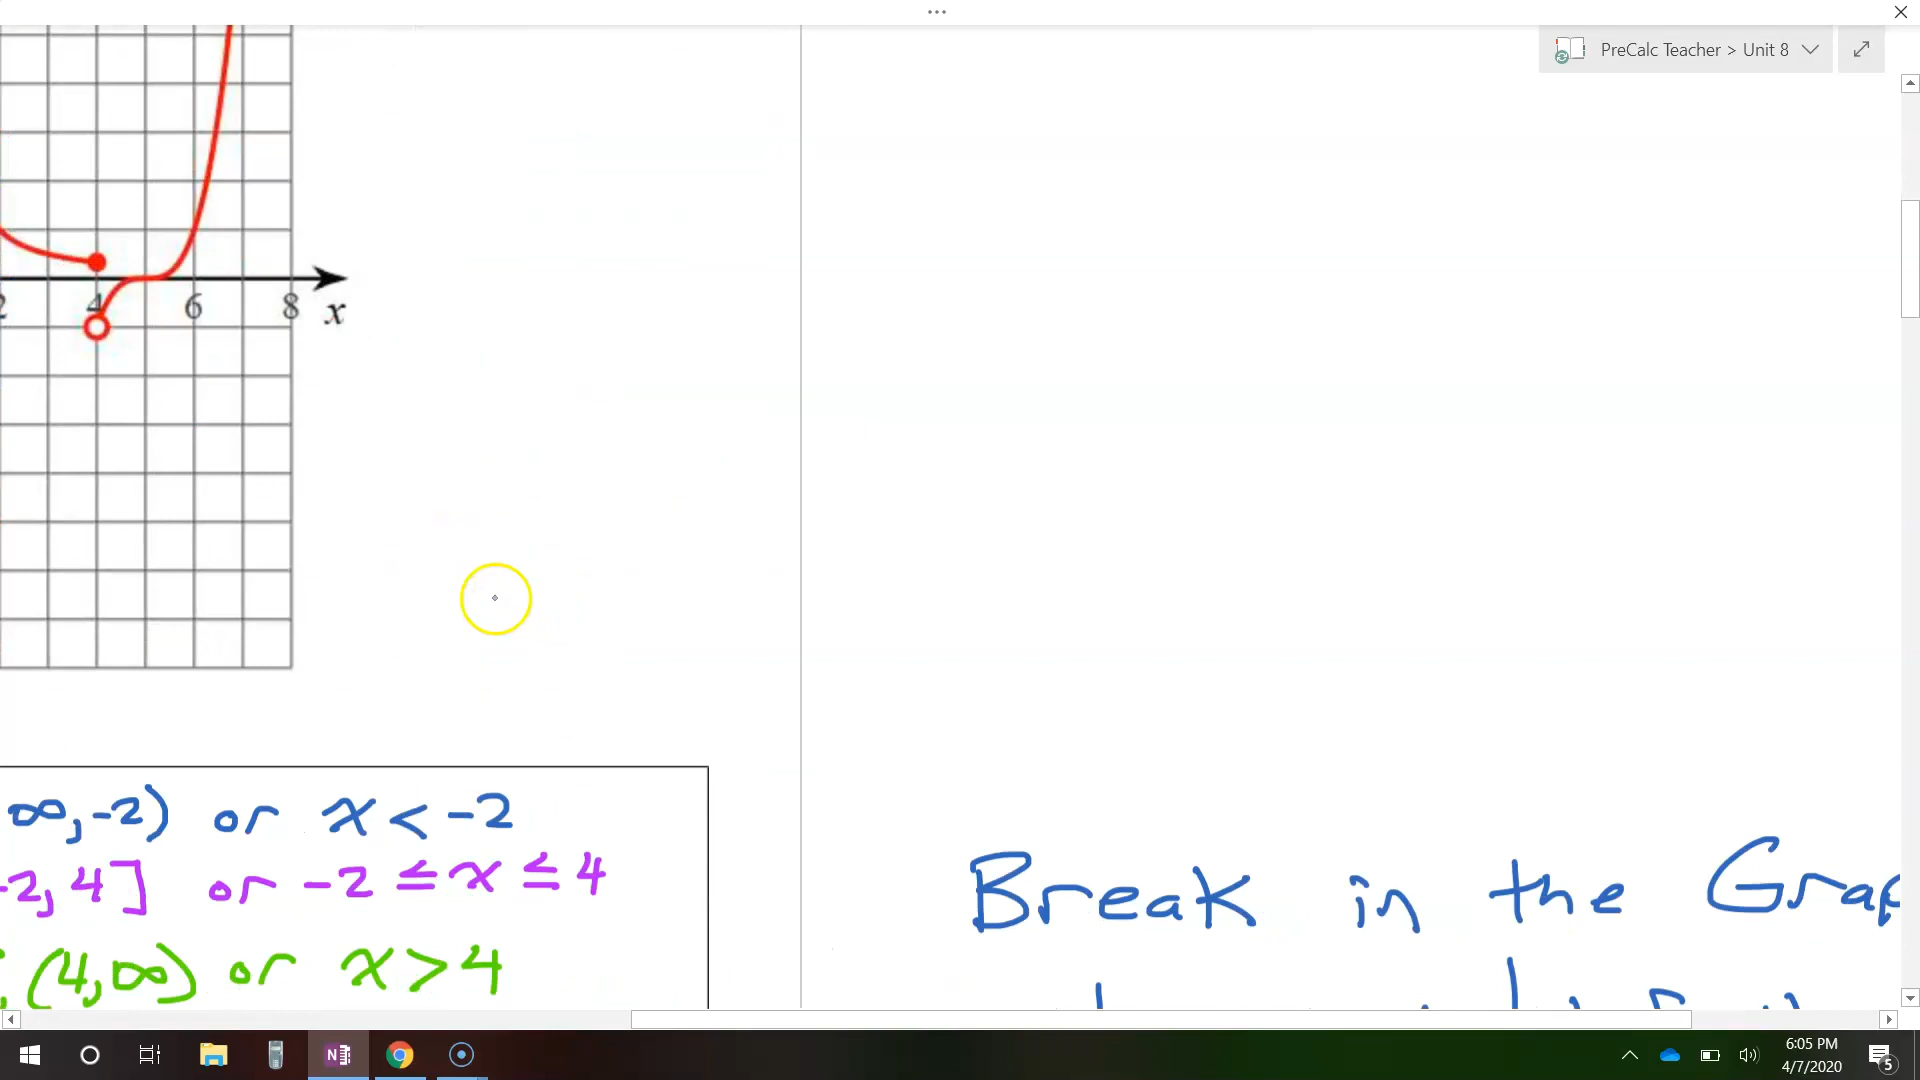 PreCalc Teacher > Unit 8
4
6
8
x
∞,-2) or x < -2
-2, 4] or -2 ≤ x ≤ 4
(4,∞) or x > 4
Break in the Grap
N
6:05 PM
4/7/2020
5